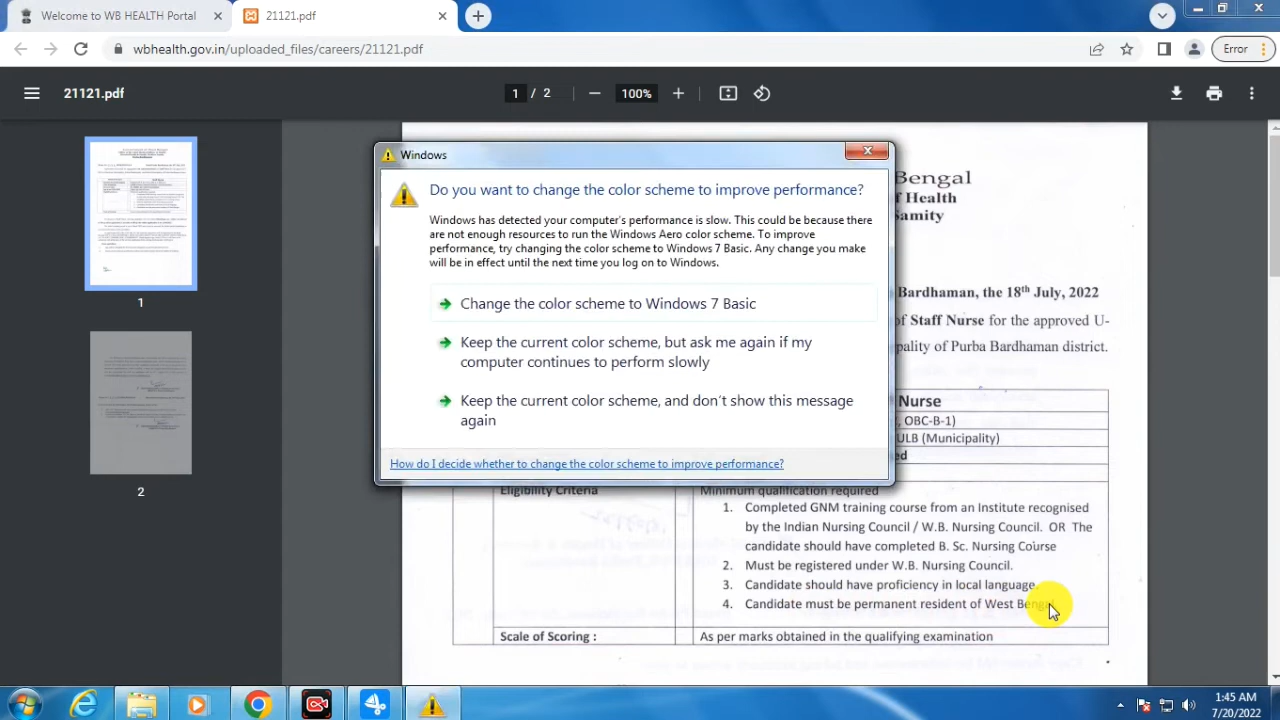 Welcome to WB HEALTH Portal
21121.pdf
wbhealth.gov.in/uploaded_files/careers/21121.pdf
Error
21121.pdf
1 / 2
100%
1
2
Windows
Do you want to change the color scheme to improve performance?
Windows has detected your computer's performance is slow. This could be because there
are not enough resources to run the Windows Aero color scheme. To improve
performance, try changing the color scheme to Windows 7 Basic. Any change you make
will be in effect until the next time you log on to Windows.
Change the color scheme to Windows 7 Basic
Keep the current color scheme, but ask me again if my
computer continues to perform slowly
Keep the current color scheme, and don't show this message
again
How do I decide whether to change the color scheme to improve performance?
Bengal
of Health
Samity
Bardhaman, the 18th July, 2022
of Staff Nurse for the approved U-
pality of Purba Bardhaman district.
Nurse
OBC-B-1)
ULB (Municipality)
Eligibility Criteria
Minimum qualification required
1. Completed GNM training course from an Institute recognised
by the Indian Nursing Council / W.B. Nursing Council. OR The
candidate should have completed B. Sc. Nursing Course
2. Must be registered under W.B. Nursing Council.
3. Candidate should have proficiency in local language.
4. Candidate must be permanent resident of West Bengal
Scale of Scoring :
As per marks obtained in the qualifying examination
1:45 AM
7/20/2022